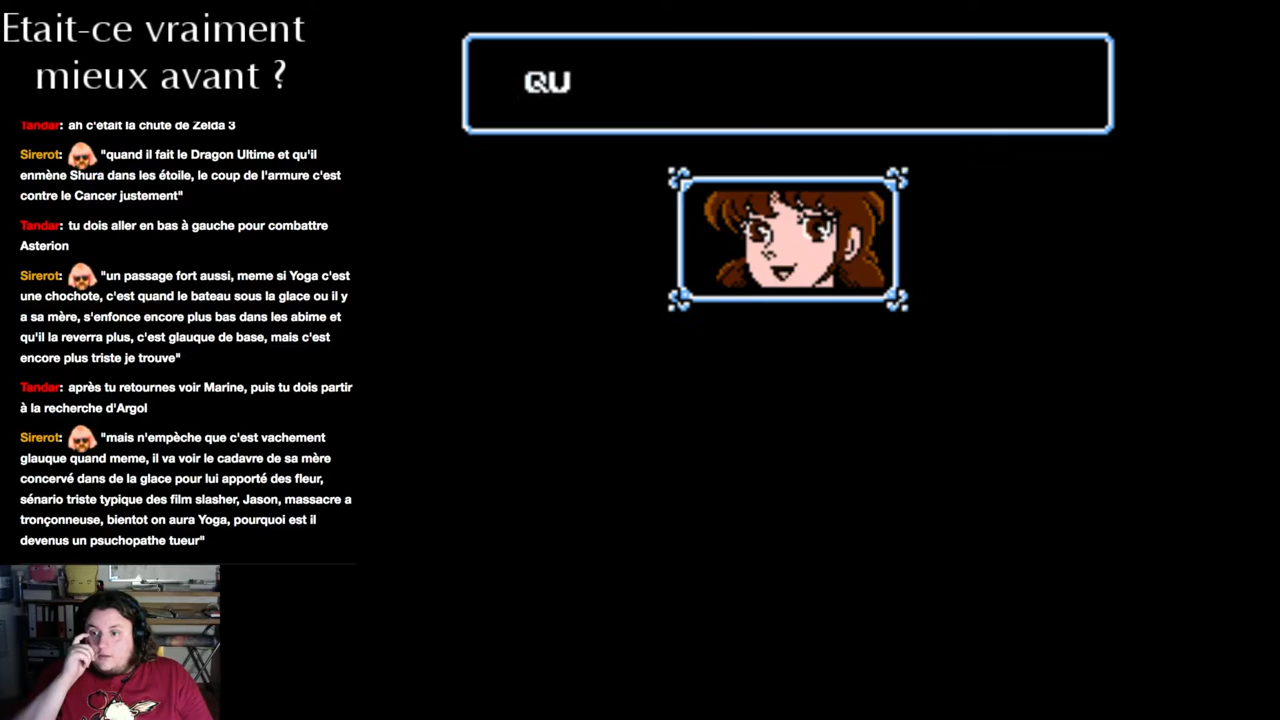 Etait-ce vraiment
mieux avant ?
Tandar: ah c'était la chute de Zelda 3
Sirerot: "quand il fait le Dragon Ultime et qu'il
enmène Shura dans les étoile, le coup de l'armure c'est
contre le Cancer justement"
Tandar: tu dois aller en bas à gauche pour combattre
Asterion
Sirerot: "un passage fort aussi, meme si Yoga c'est
une chochote, c'est quand le bateau sous la glace ou il y
a sa mère, s'enfonce encore plus bas dans les abime et
qu'il la reverra plus, c'est glauque de base, mais c'est
encore plus triste je trouve"
Tandar: après tu retournes voir Marine, puis tu dois partir
à la recherche d'Argol
Sirerot: "mais n'empèche que c'est vachement
glauque quand meme, il va voir le cadavre de sa mère
concervé dans de la glace pour lui apporté des fleur,
sénario triste typique des film slasher, Jason, massacre a
tronçonneuse, bientot on aura Yoga, pourquoi est il
devenus un psuchopathe tueur"
QU